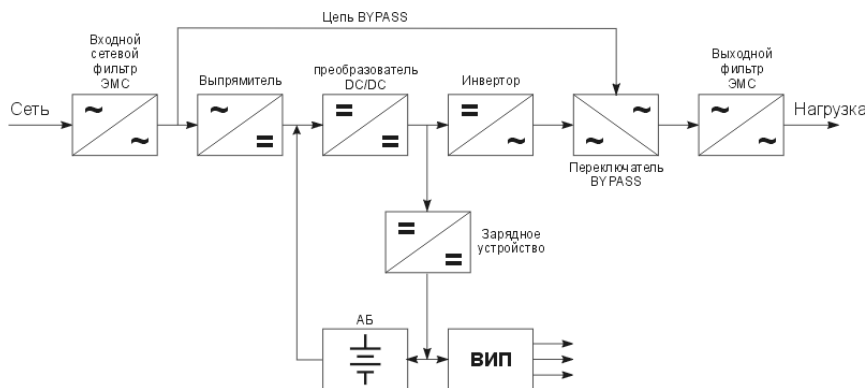 Цепь BYPASS
Входной
сетевой
фильтр
ЭМС
Выпрямитель
преобразователь
DC/DC
Инвертор
Выходной
фильтр
ЭМС
Сеть
Нагрузка
Переключатель
BYPASS
Зарядное
устройство
АБ
ВИП